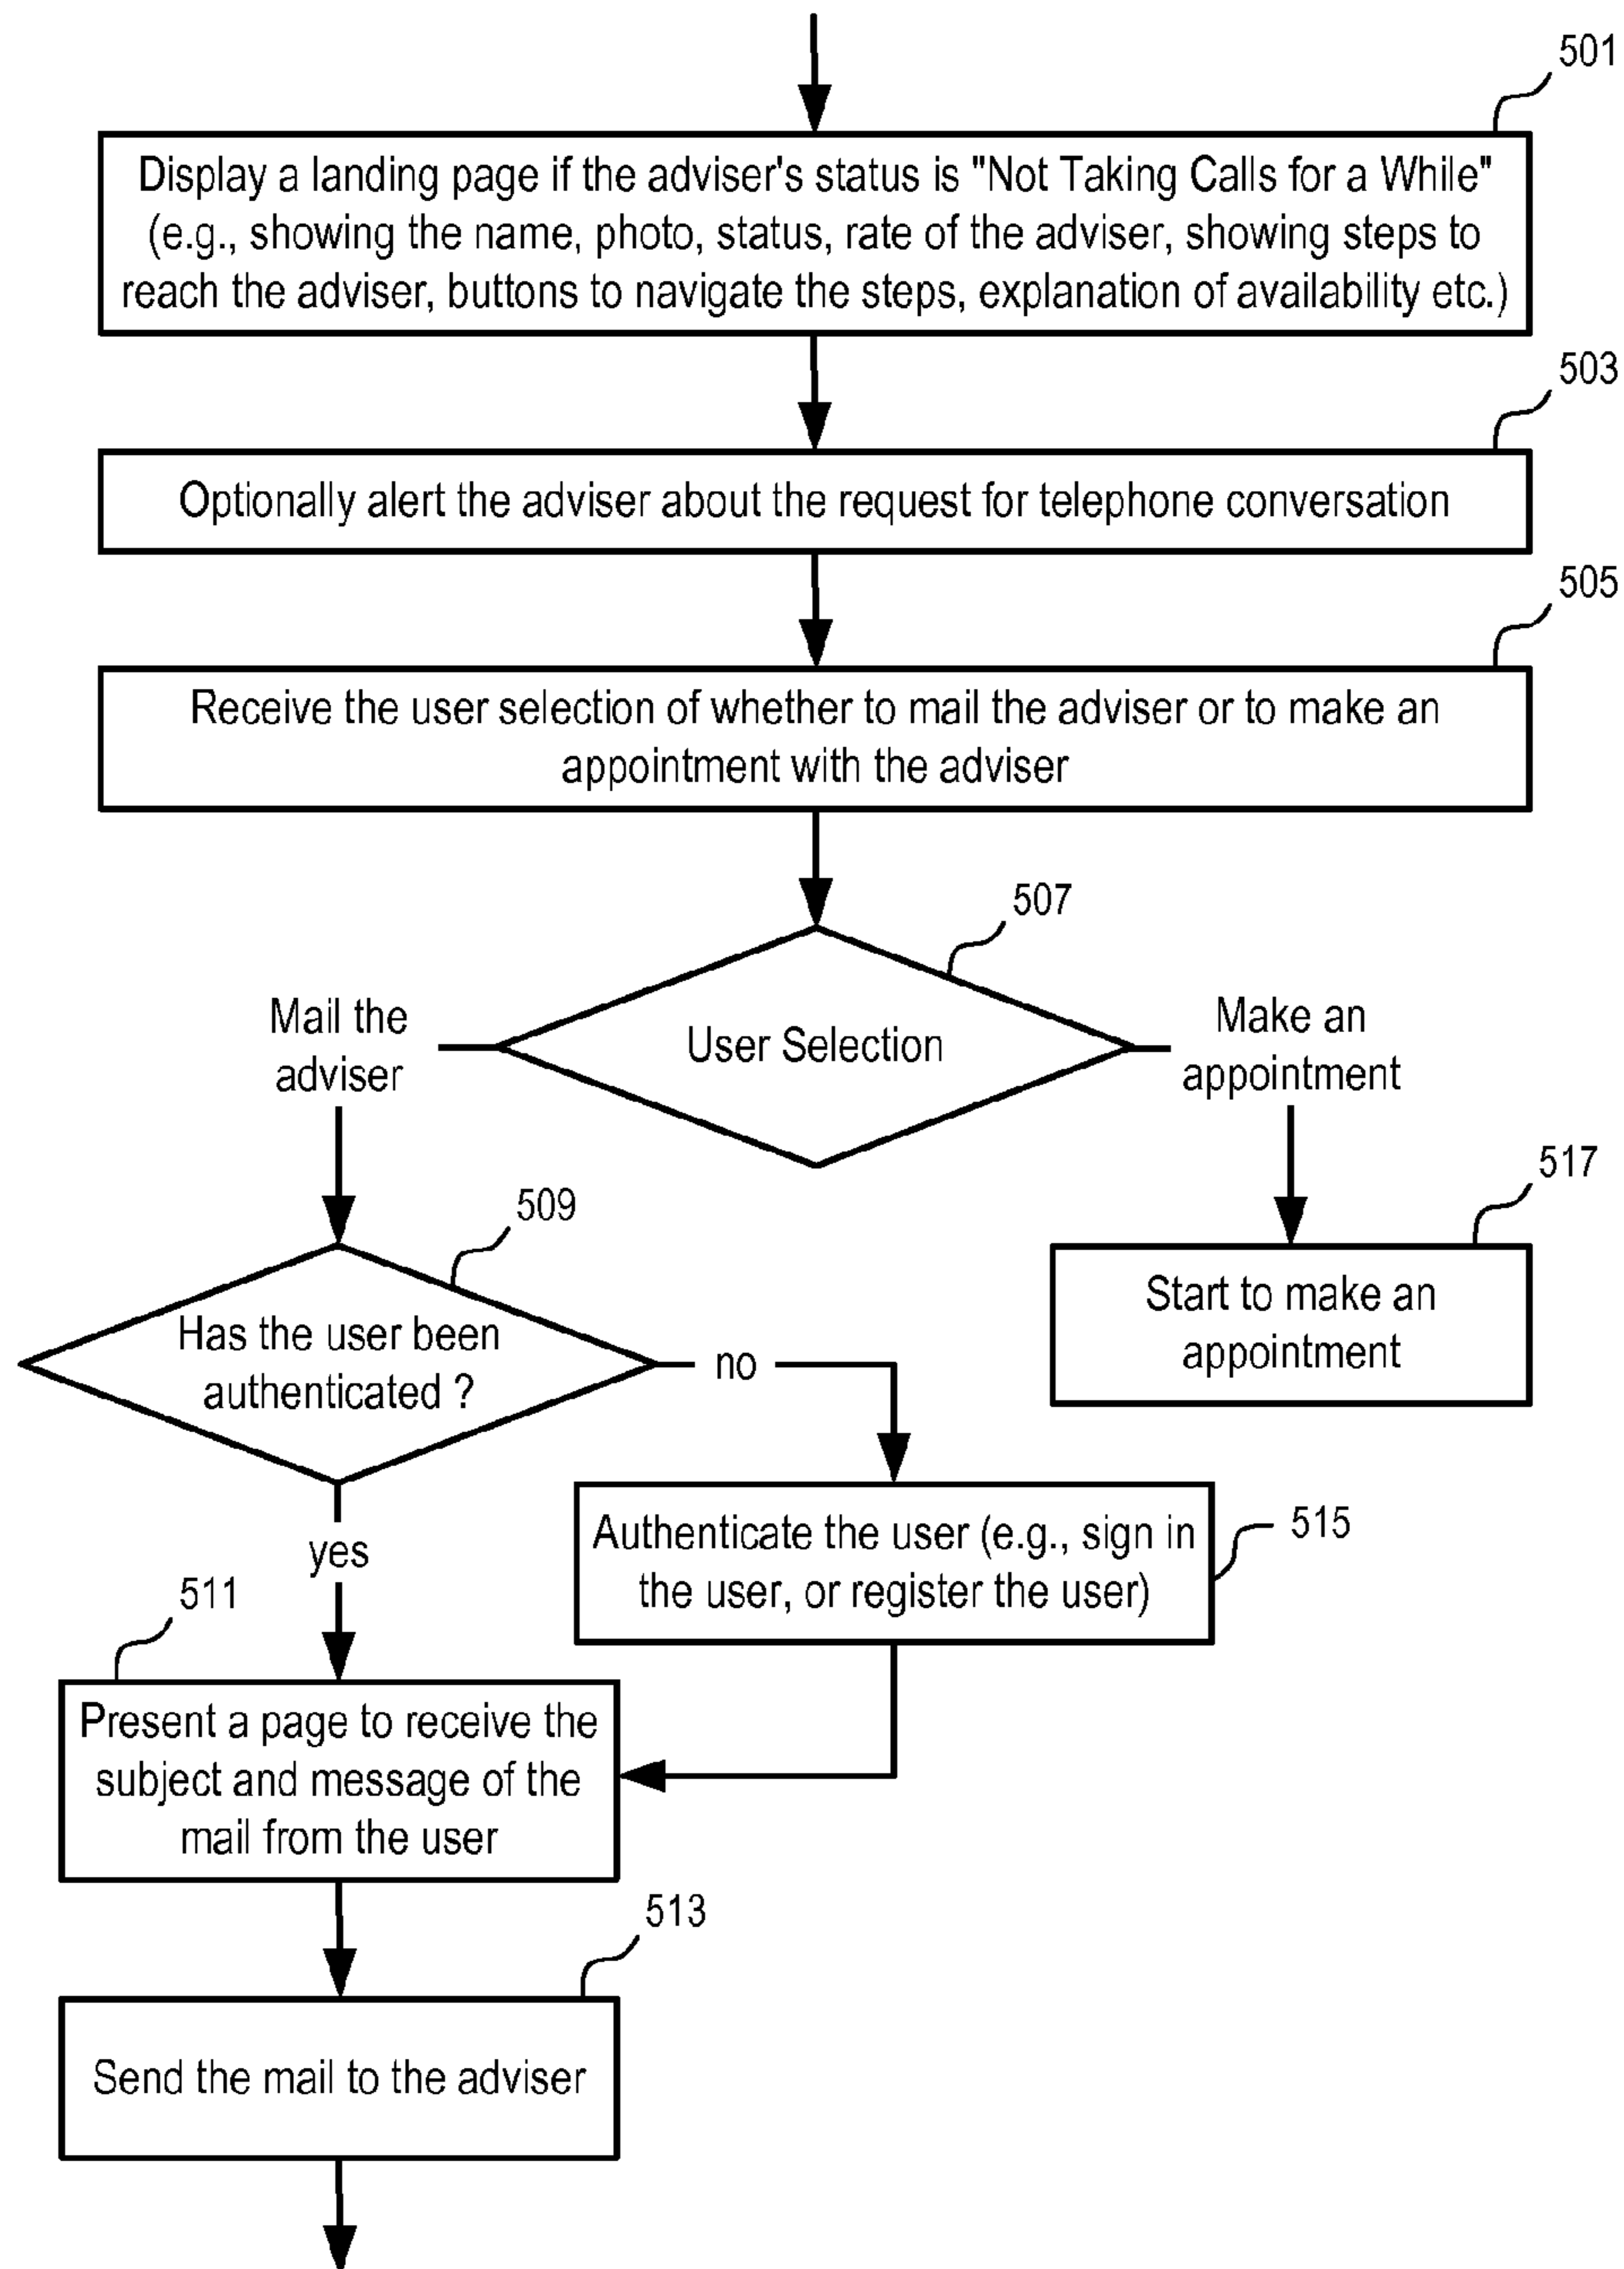 501
Display a landing page if the adviser's status is "Not Taking Calls for a While"
(e.g., showing the name, photo, status, rate of the adviser, showing steps to
reach the adviser, buttons to navigate the steps, explanation of availability etc.)
503
Optionally alert the adviser about the request for telephone conversation
505
Receive the user selection of whether to mail the adviser or to make an
appointment with the adviser
507
User Selection
Mail the
adviser
Make an
appointment
517
Start to make an
appointment
509
Has the user been
authenticated ?
no
yes
515
Authenticate the user (e.g., sign in
the user, or register the user)
511
Present a page to receive the
subject and message of the
mail from the user
513
Send the mail to the adviser